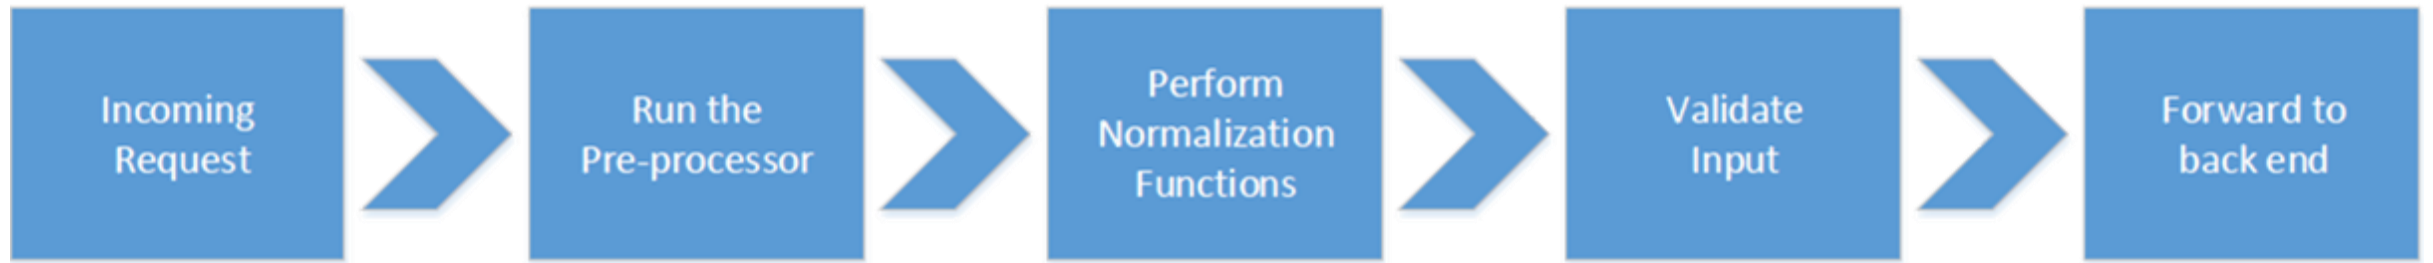 Incoming
Request
Run the
Pre-processor
Perform
Normalization
Functions
Validate
Input
Forward to
back end